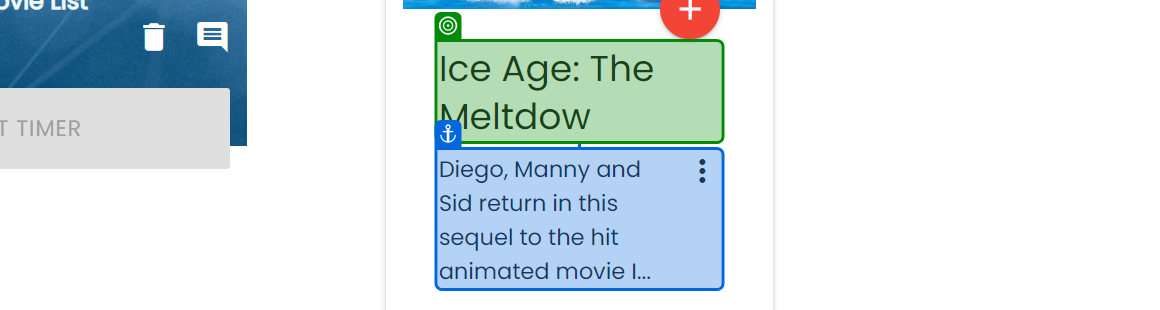 ovie List
T TIMER
Ice Age: The
Meltdow
Diego, Manny and
Sid return in this
sequel to the hit
animated movie I...